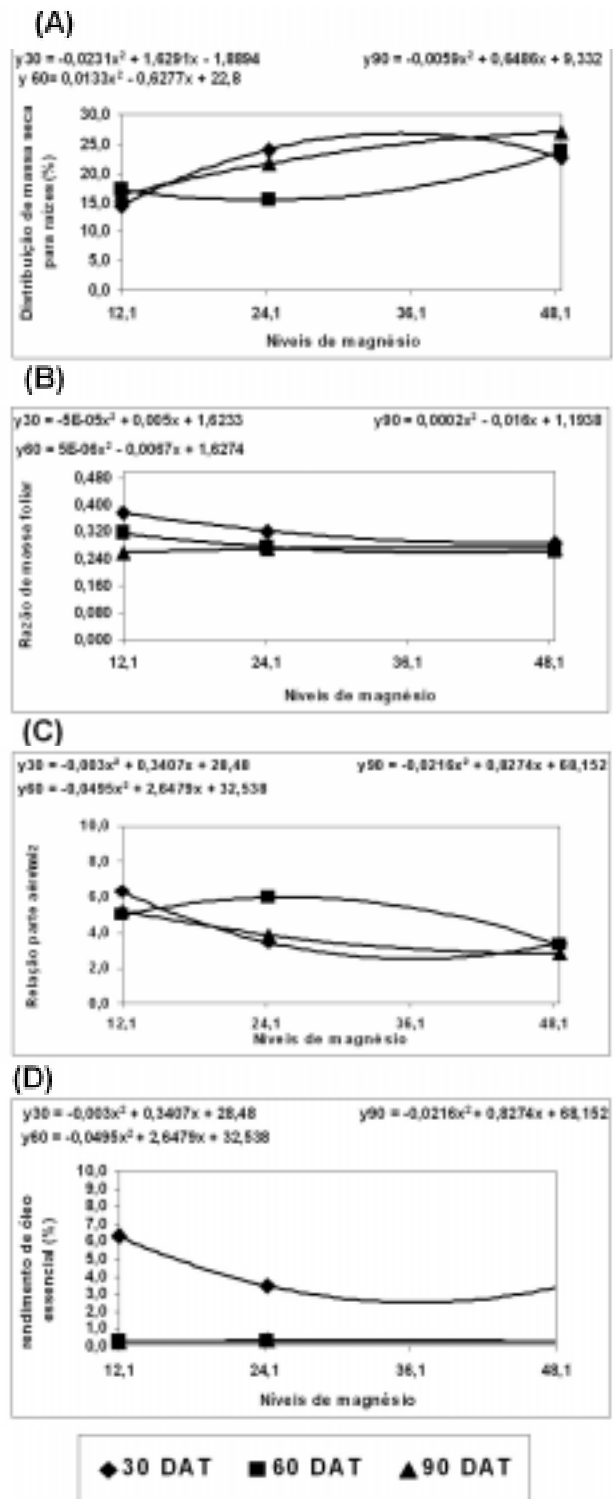 (A)
y30 = -0,0231x² + 1,6291x - 1,8894 y90 = -0,0059x² + 0,6486x + 9,332
y 60= 0,0133x² - 0,6277x + 22,8
Distribuição de massa seca para raízes (%)
30,0
25,0
20,0
15,0
10,0
5,0
0,0
12,1 24,1 36,1 48,1
Níveis de magnésio
(B)
y30 = -5E-05x² + 0,005x + 1,6233 y90 = 0,0002x² - 0,016x + 1,1938
y60 = 5E-06x² - 0,0067x + 1,6274
Razão de massa foliar
0,480
0,400
0,320
0,240
0,160
0,080
0,000
12,1 24,1 36,1 48,1
Níveis de magnésio
(C)
y30 = -0,003x² + 0,3407x + 28,48 y90 = -0,0216x² + 0,8274x + 68,152
y60 = -0,0495x² + 2,6479x + 32,538
Relação parte
10,0
8,0
6,0
4,0
2,0
0,0
12,1 24,1 36,1 48,1
Níveis de magnésio
(D)
y30 = -0,003x² + 0,3407x + 28,48 y90 = -0,0216x² + 0,8274x + 68,152
y60 = -0,0495x² + 2,6479x + 32,538
rendimento de óleo essencial (%)
10,0
9,0
8,0
7,0
6,0
5,0
4,0
3,0
2,0
1,0
0,0
12,1 24,1 36,1 48,1
Níveis de magnésio
30 DAT 60 DAT 90 DAT